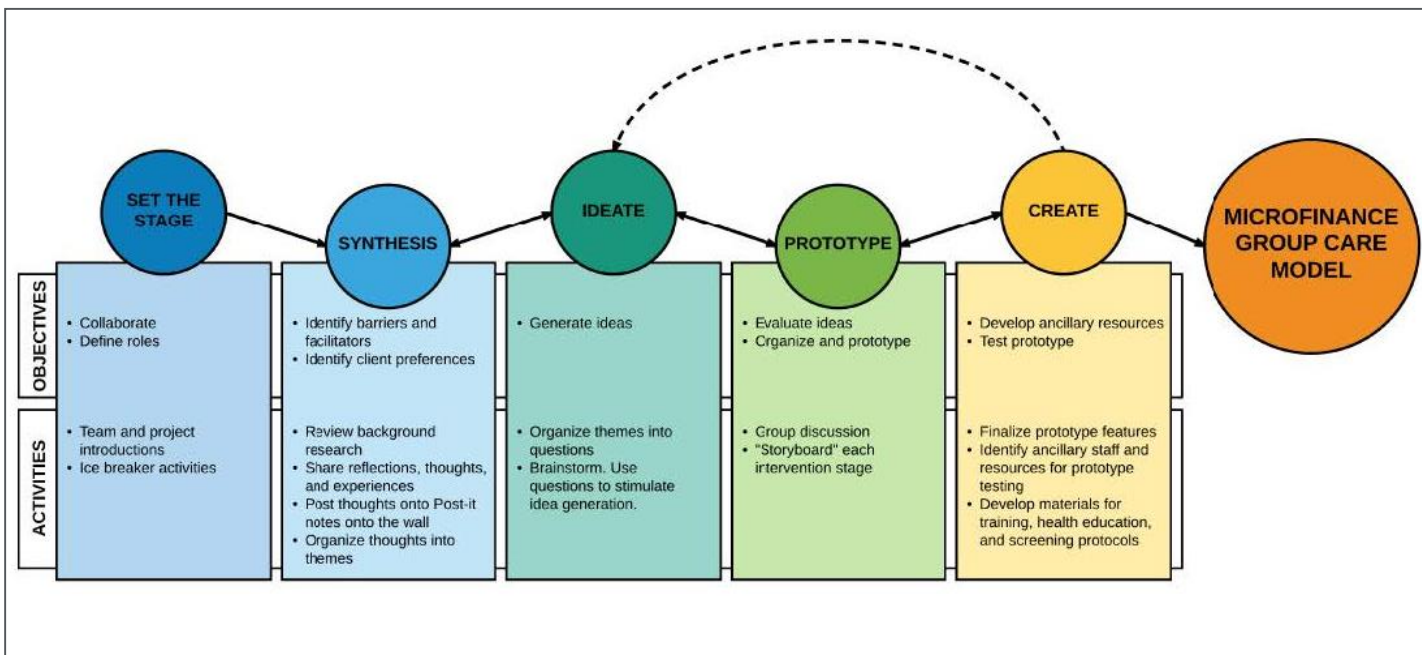 SET THE
STAGE
SYNTHESIS
IDEATE
PROTOTYPE
CREATE
MICROFINANCE
GROUP CARE
MODEL
OBJECTIVES
• Collaborate
• Define roles
• Identify barriers and
facilitators
• Identify client preferences
• Generate ideas
• Evaluate ideas
• Organize and prototype
• Develop ancillary resources
• Test prototype
ACTIVITIES
• Team and project
introductions
• Ice breaker activities
• Review background
research
• Share reflections, thoughts,
and experiences
• Post thoughts onto Post-it
notes onto the wall
• Organize thoughts into
themes
• Organize themes into
questions
• Brainstorm. Use
questions to stimulate
idea generation.
• Group discussion
• "Storyboard" each
intervention stage
• Finalize prototype features
• Identify ancillary staff and
resources for prototype
testing
• Develop materials for
training, health education,
and screening protocols